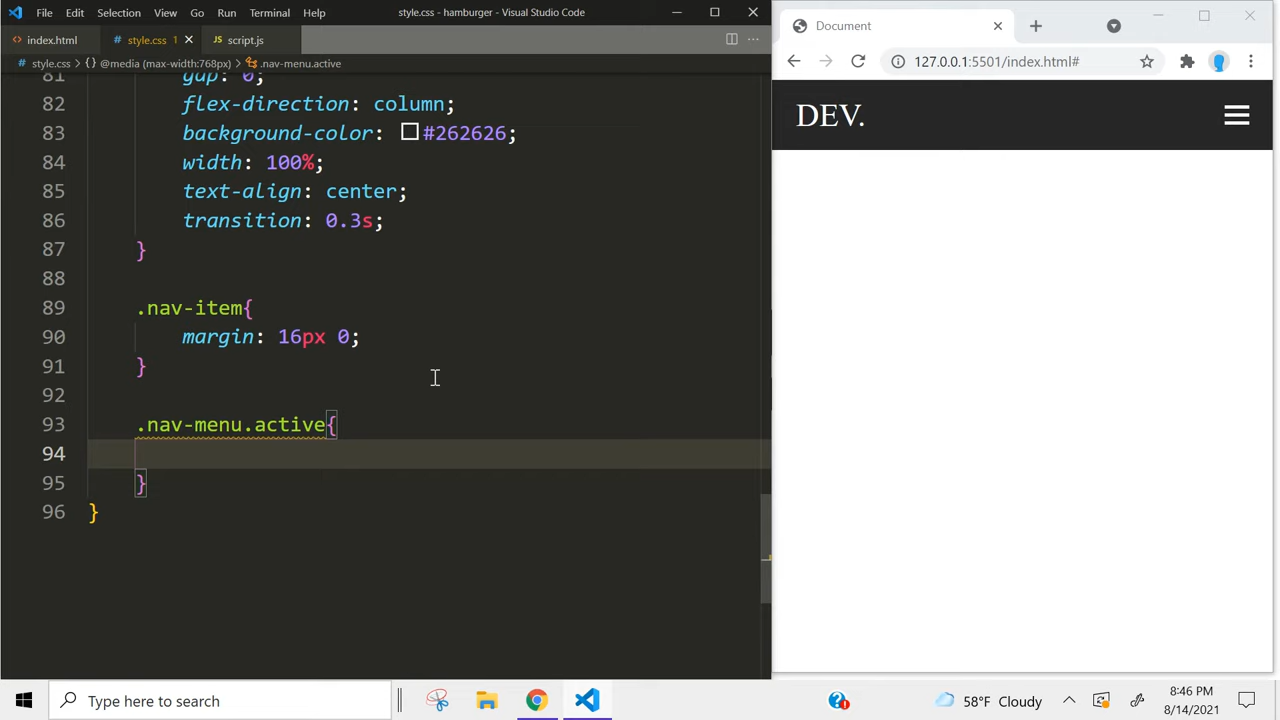 File Edit Selection View Go Run Terminal Help style.css - hamburger - Visual Studio Code
index.html # style.css 1 script.js
# style.css > {} @media (max-width:768px) > .nav-menu.active
81 gap: 0;
82 flex-direction: column;
83 background-color: #262626;
84 width: 100%;
85 text-align: center;
86 transition: 0.3s;
87 }
88
89 .nav-item{
90 margin: 16px 0;
91 }
92
93 .nav-menu.active{
94
95 }
96 }
Document
127.0.0.1:5501/index.html#
DEV.
Type here to search
58°F Cloudy
8:46 PM
8/14/2021